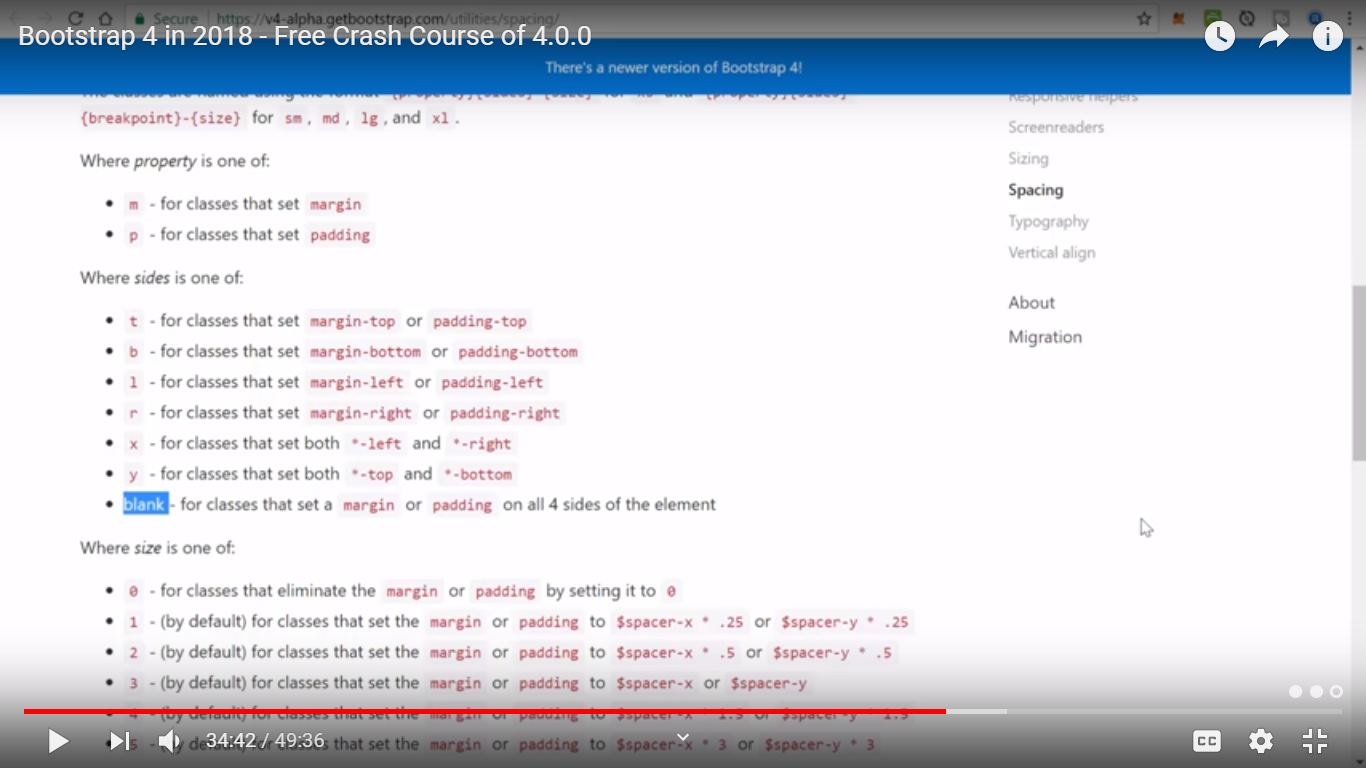 Secure https://v4-alpha.getbootstrap.com/utilities/spacing/
Bootstrap 4 in 2018 - Free Crash Course of 4.0.0
There's a newer version of Bootstrap 4!
The classes are named using the format {property}{sides}-{size} for xs and {property}{sides}-
{breakpoint}-{size} for sm, md, lg, and xl.
Where property is one of:
m - for classes that set margin
p - for classes that set padding
Where sides is one of:
t - for classes that set margin-top or padding-top
b - for classes that set margin-bottom or padding-bottom
l - for classes that set margin-left or padding-left
r - for classes that set margin-right or padding-right
x - for classes that set both *-left and *-right
y - for classes that set both *-top and *-bottom
blank - for classes that set a margin or padding on all 4 sides of the element
Where size is one of:
0 - for classes that eliminate the margin or padding by setting it to 0
1 - (by default) for classes that set the margin or padding to $spacer-x * .25 or $spacer-y * .25
2 - (by default) for classes that set the margin or padding to $spacer-x * .5 or $spacer-y * .5
3 - (by default) for classes that set the margin or padding to $spacer-x or $spacer-y
4 - (by default) for classes that set the margin or padding to $spacer-x * 1.5 or $spacer-y * 1.5
5 - (by default) for classes that set the margin or padding to $spacer-x * 3 or $spacer-y * 3
Responsive helpers
Screenreaders
Sizing
Spacing
Typography
Vertical align
About
Migration
34:42 / 49:36
CC